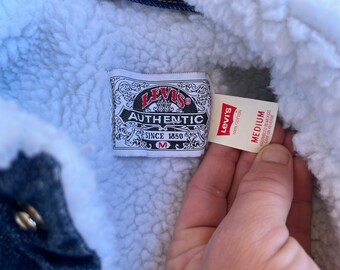 LEVI'S
AUTHENTIC
SINCE 1850
M
Levi's
MEDIUM